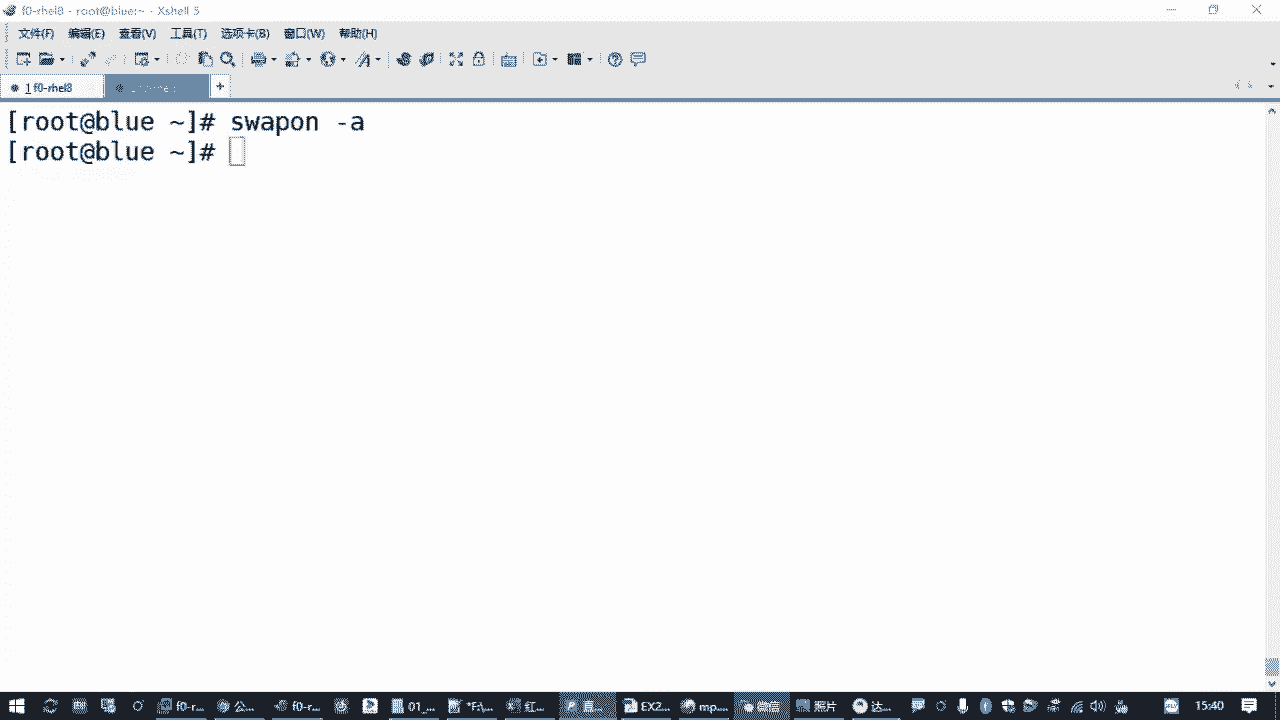 f0-rhel8 - root@blue:~ - Xshell 5
文件(F) 编辑(E) 查看(V) 工具(T) 选项卡(B) 窗口(W) 帮助(H)
1 f0-rhel8
+
[root@blue ~]# swapon -a
[root@blue ~]#
f0-r... 公... f0-r... 01_... *FA... 红... EX2... mp... 微信 照片 达... 15:40